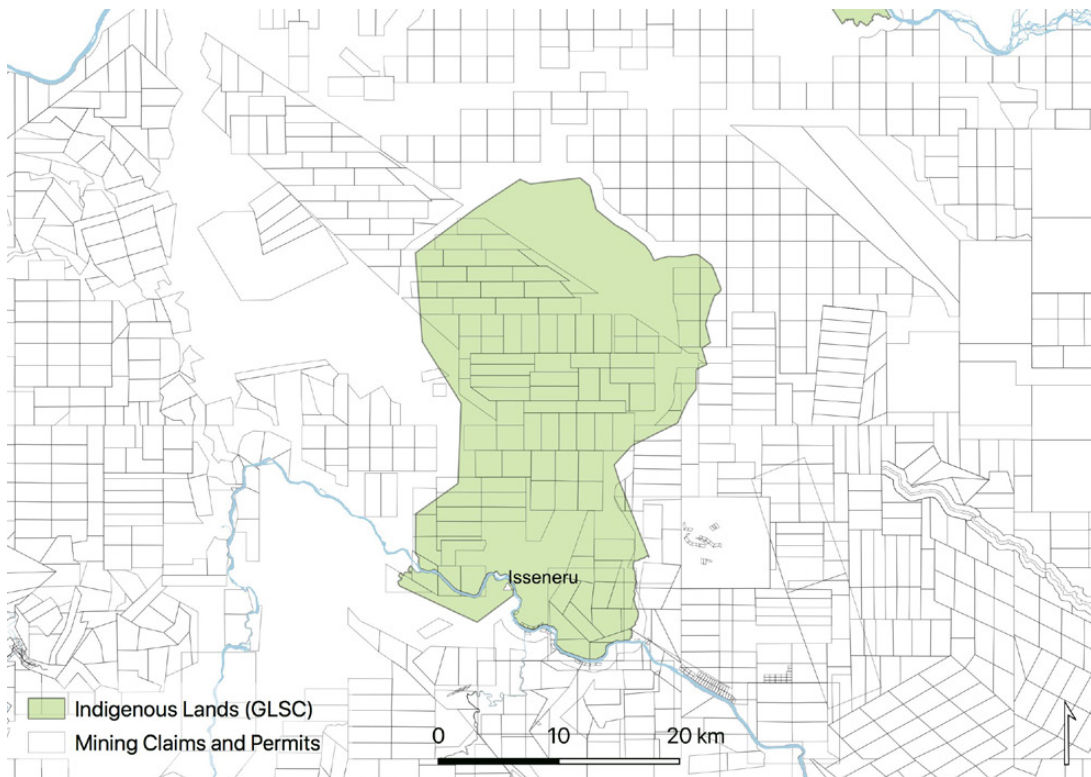 Isseneru
Indigenous Lands (GLSC)
Mining Claims and Permits
0 10 20 km